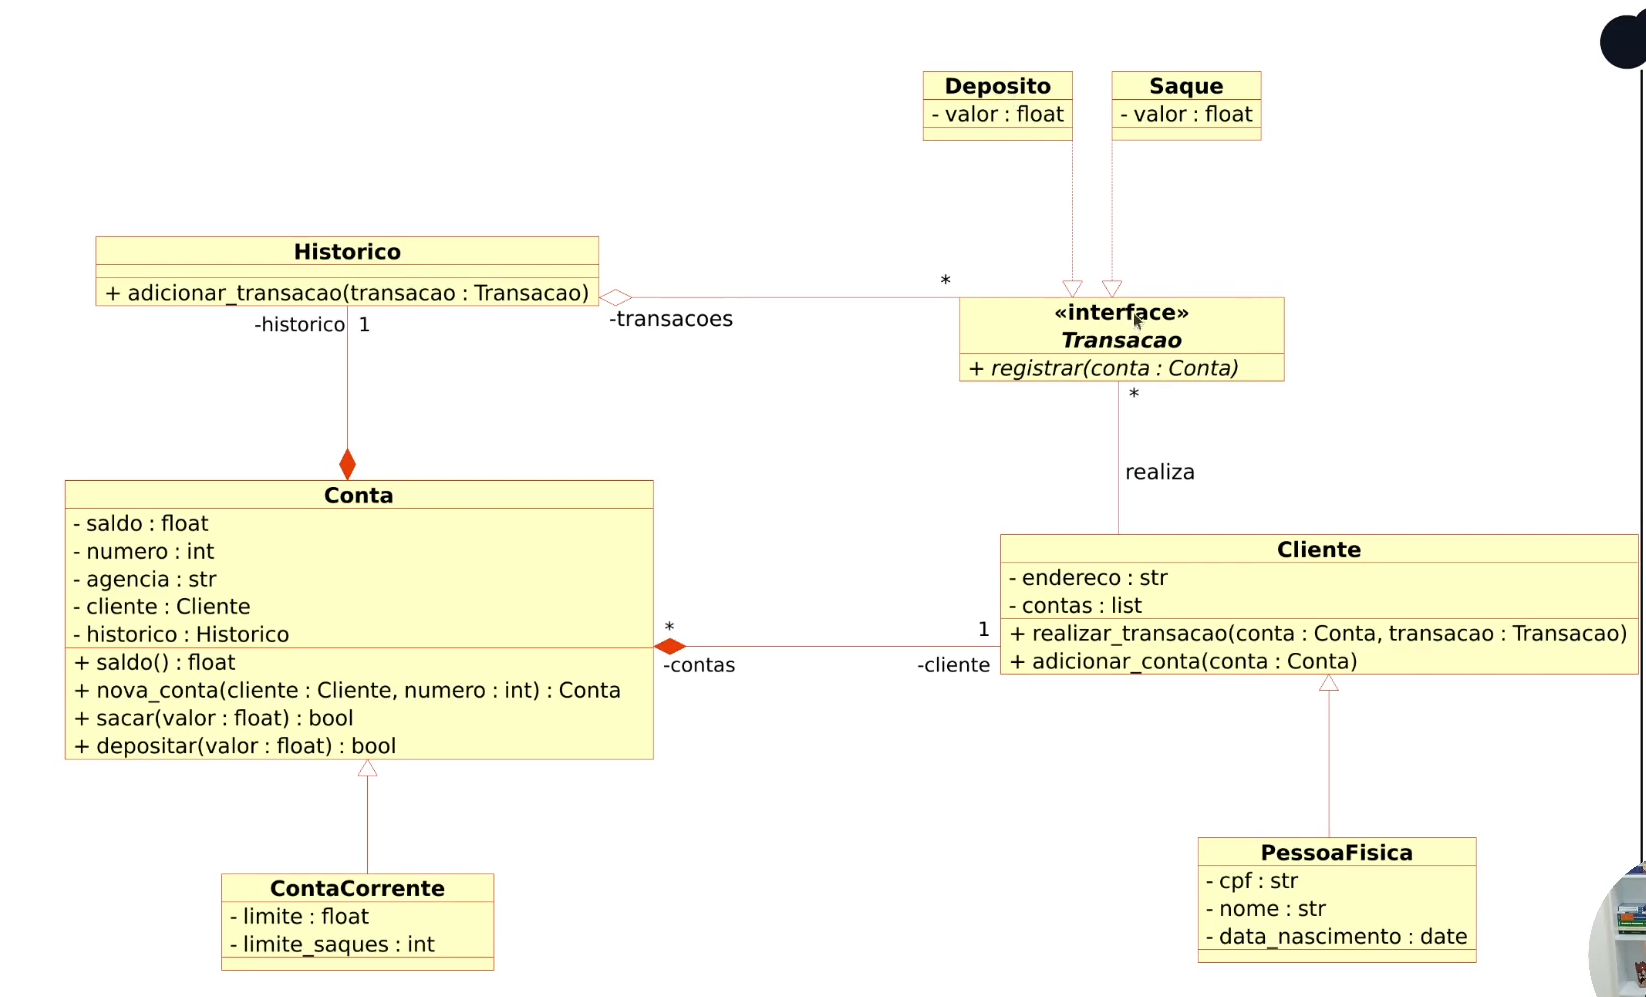 Deposito
- valor : float
Saque
- valor : float
Historico
+ adicionar_transacao(transacao : Transacao)
-historico 1
-transacoes
*
«interface»
Transacao
+ registrar(conta : Conta)
*
realiza
Conta
- saldo : float
- numero : int
- agencia : str
- cliente : Cliente
- historico : Historico
+ saldo() : float
+ nova_conta(cliente : Cliente, numero : int) : Conta
+ sacar(valor : float) : bool
+ depositar(valor : float) : bool
*
-contas
1
-cliente
Cliente
- endereco : str
- contas : list
+ realizar_transacao(conta : Conta, transacao : Transacao)
+ adicionar_conta(conta : Conta)
ContaCorrente
- limite : float
- limite_saques : int
PessoaFisica
- cpf : str
- nome : str
- data_nascimento : date